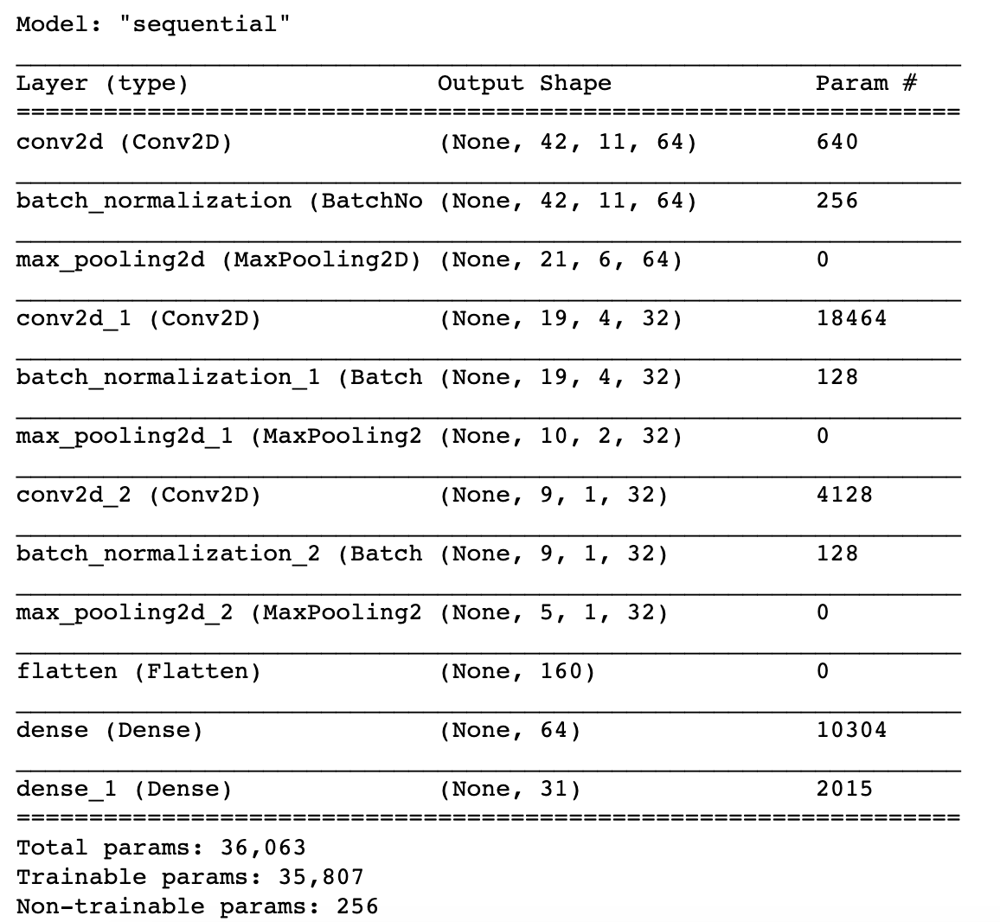 Model: "sequential"
_________________________________________________________________
Layer (type)                 Output Shape              Param #
=================================================================
conv2d (Conv2D)              (None, 42, 11, 64)        640
_________________________________________________________________
batch_normalization (BatchNo (None, 42, 11, 64)        256
_________________________________________________________________
max_pooling2d (MaxPooling2D) (None, 21, 6, 64)         0
_________________________________________________________________
conv2d_1 (Conv2D)            (None, 19, 4, 32)         18464
_________________________________________________________________
batch_normalization_1 (Batch (None, 19, 4, 32)         128
_________________________________________________________________
max_pooling2d_1 (MaxPooling2 (None, 10, 2, 32)         0
_________________________________________________________________
conv2d_2 (Conv2D)            (None, 9, 1, 32)          4128
_________________________________________________________________
batch_normalization_2 (Batch (None, 9, 1, 32)          128
_________________________________________________________________
max_pooling2d_2 (MaxPooling2 (None, 5, 1, 32)          0
_________________________________________________________________
flatten (Flatten)            (None, 160)               0
_________________________________________________________________
dense (Dense)                (None, 64)                10304
_________________________________________________________________
dense_1 (Dense)              (None, 31)                2015
=================================================================
Total params: 36,063
Trainable params: 35,807
Non-trainable params: 256